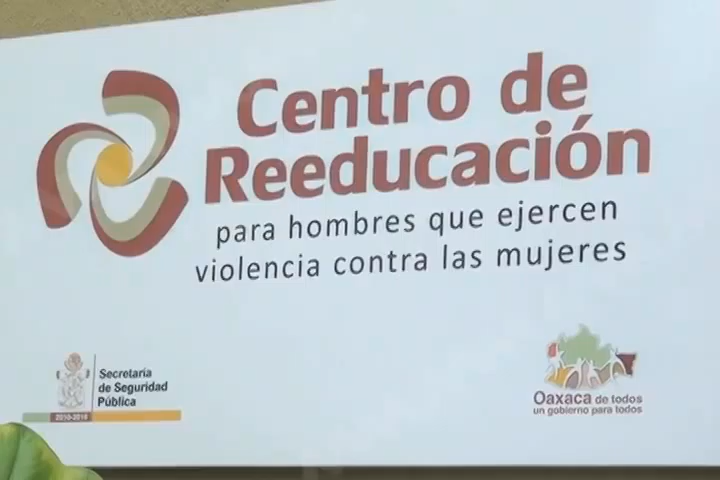 Centro de
Reeducación
para hombres que ejercen
violencia contra las mujeres
Secretaría
de Seguridad
Pública
2010-2016
Oaxaca de todos
un gobierno para todos